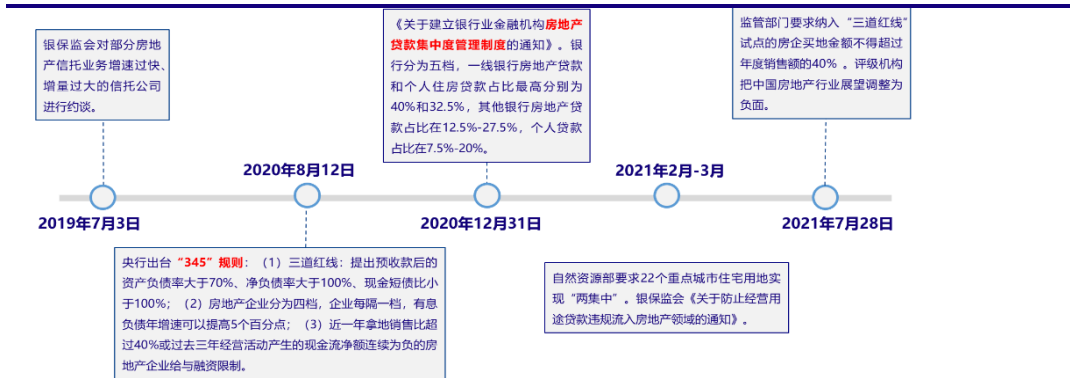 银保监会对部分房地
产信托业务增速过快、
增量过大的信托公司
进行约谈。
《关于建立银行业金融机构房地产
贷款集中度管理制度的通知》。银
行分为五档，一线银行房地产贷款
和个人住房贷款占比最高分别为
40%和32.5%，其他银行房地产贷
款占比在12.5%-27.5%，个人贷款
占比在7.5%-20%。
监管部门要求纳入“三道红线”
试点的房企买地金额不得超过
年度销售额的40% 。评级机构
把中国房地产行业展望调整为
负面。
2020年8月12日
2021年2月-3月
2019年7月3日
2020年12月31日
2021年7月28日
央行出台“345”规则：（1）三道红线：提出预收款后的
资产负债率大于70%、净负债率大于100%、现金短债比小
于100%；（2）房地产企业分为四档，企业每隔一档，有息
负债年增速可以提高5个百分点；（3）近一年拿地销售比超
过40%或过去三年经营活动产生的现金流净额连续为负的房
地产企业给与融资限制。
自然资源部要求22个重点城市住宅用地实
现“两集中”。银保监会《关于防止经营用
途贷款违规流入房地产领域的通知》。